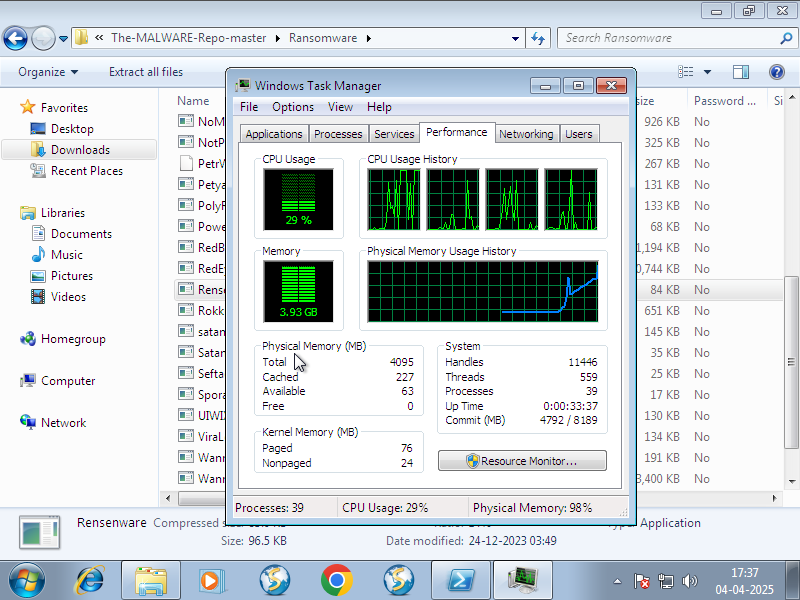 « The-MALWARE-Repo-master Ransomware
Search Ransomware
Organize Extract all files
Favorites
Desktop
Downloads
Recent Places
Libraries
Documents
Music
Pictures
Videos
Homegroup
Computer
Network
Name size Password ... Si
NoM 926 KB No
NotP 325 KB No
PetrW 267 KB No
Petya 131 KB No
PolyR 133 KB No
Powe 68 KB No
RedB 1,194 KB No
RedEy 0,744 KB No
Rense 84 KB No
Rokk 651 KB No
satan 145 KB No
Satan 35 KB No
Sefta 25 KB No
Spora 17 KB No
UIWI 130 KB No
ViraL 134 KB No
Wann 191 KB No
Wann 3,400 KB No
Windows Task Manager
File Options View Help
Applications Processes Services Performance Networking Users
CPU Usage
29 %
CPU Usage History
Memory
3.93 GB
Physical Memory Usage History
Physical Memory (MB)
Total 4095
Cached 227
Available 63
Free 0
Kernel Memory (MB)
Paged 76
Nonpaged 24
System
Handles 11446
Threads 559
Processes 39
Up Time 0:00:33:37
Commit (MB) 4792 / 8189
Resource Monitor...
Processes: 39 CPU Usage: 29% Physical Memory: 98%
Rensenware Compressed Application
Size: 96.5 KB Date modified: 24-12-2023 03:49
17:37
04-04-2025